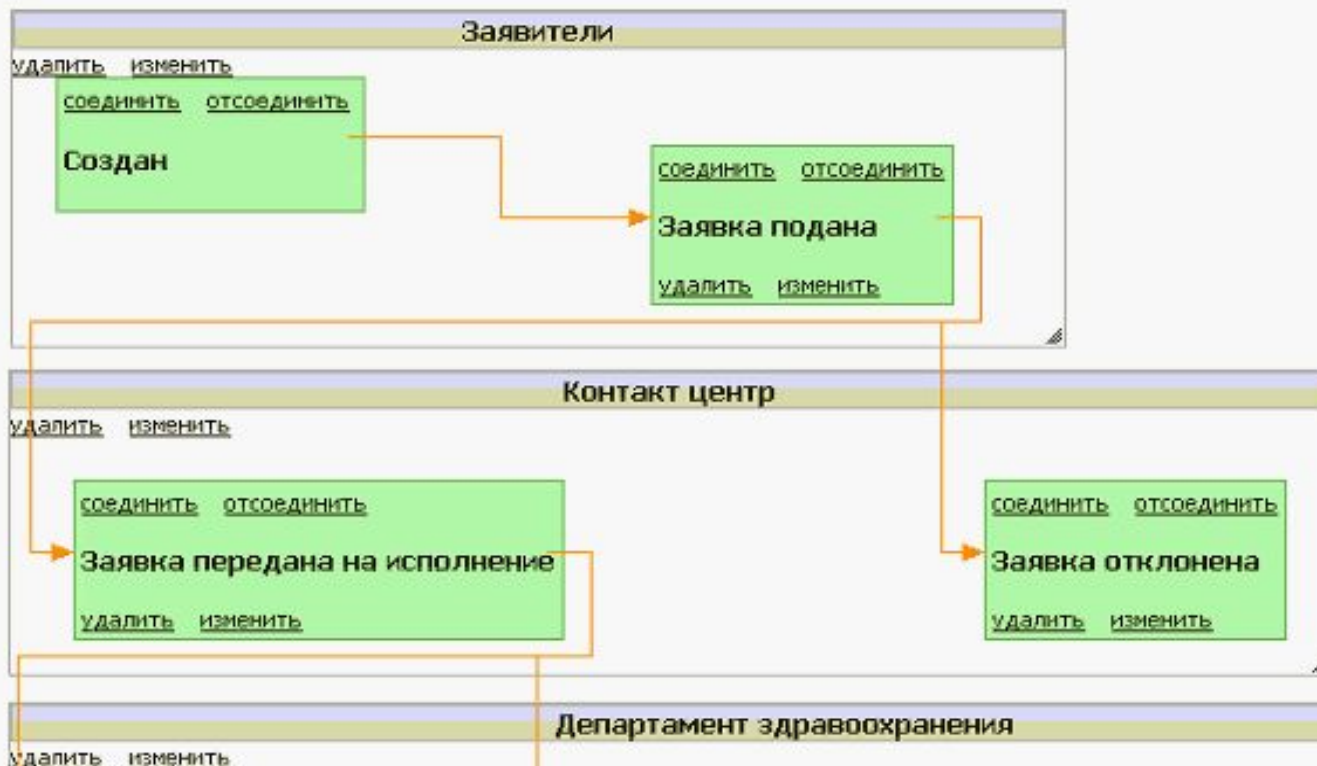 Заявители
удалить изменить
соединить отсоединить
Создан
соединить отсоединить
Заявка подана
удалить изменить
Контакт центр
удалить изменить
соединить отсоединить
Заявка передана на исполнение
удалить изменить
соединить отсоединить
Заявка отклонена
удалить изменить
Департамент здравоохранения
удалить изменить